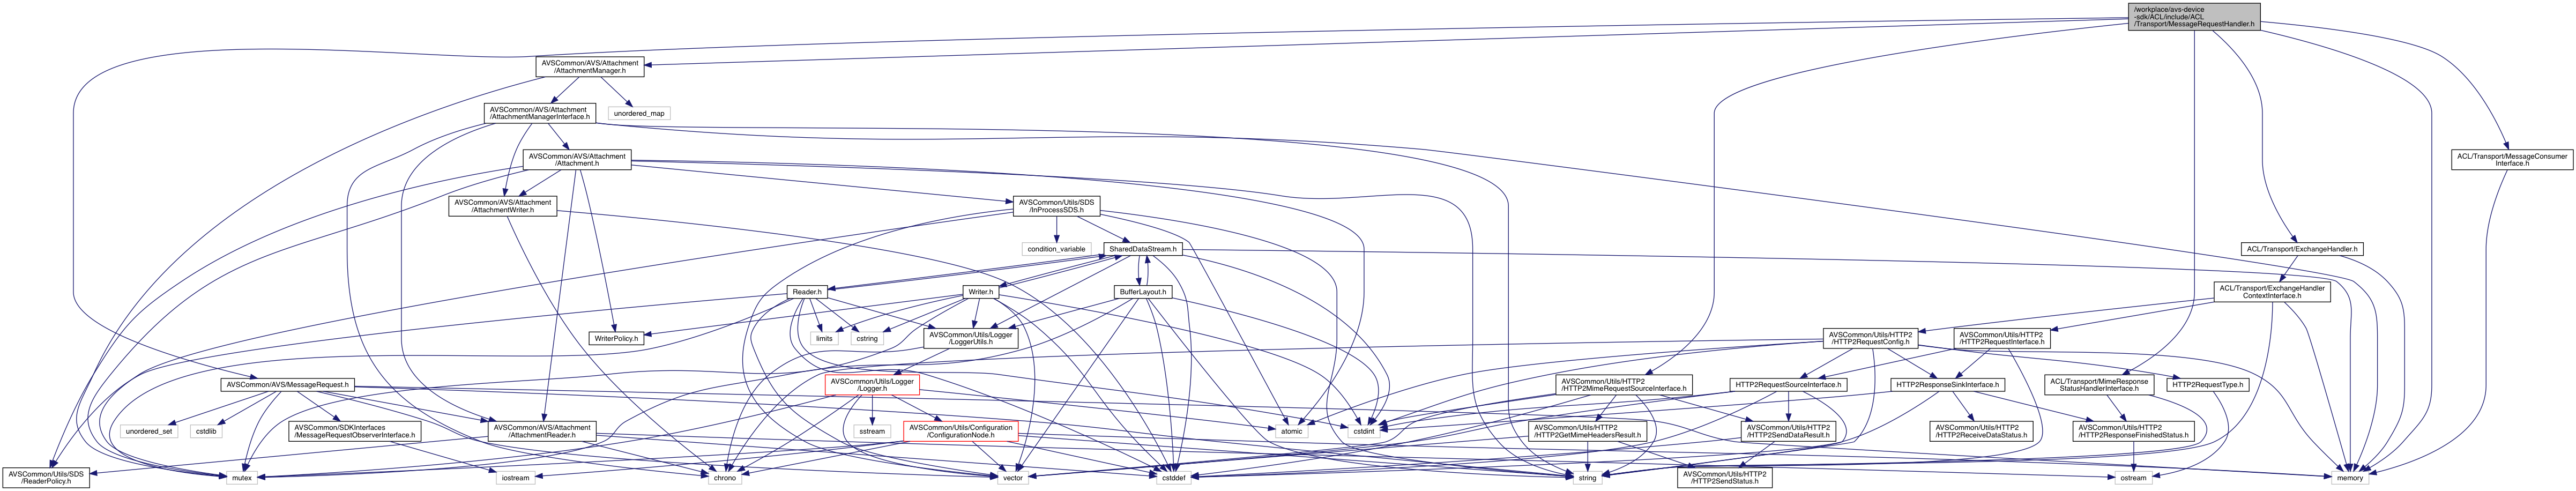 /workplace/avs-device
-sdk/ACL/include/ACL
/Transport/MessageRequestHandler.h
AVSCommon/AVS/Attachment
/AttachmentManager.h
AVSCommon/AVS/Attachment
/AttachmentManagerInterface.h
unordered_map
AVSCommon/AVS/Attachment
/Attachment.h
ACL/Transport/MessageConsumer
Interface.h
AVSCommon/AVS/Attachment
/AttachmentWriter.h
AVSCommon/Utils/SDS
/InProcessSDS.h
condition_variable
SharedDataStream.h
ACL/Transport/ExchangeHandler.h
Reader.h
Writer.h
BufferLayout.h
ACL/Transport/ExchangeHandler
ContextInterface.h
WriterPolicy.h
limits
cstring
AVSCommon/Utils/Logger
/LoggerUtils.h
AVSCommon/Utils/HTTP2
/HTTP2RequestConfig.h
AVSCommon/Utils/HTTP2
/HTTP2RequestInterface.h
AVSCommon/AVS/MessageRequest.h
AVSCommon/Utils/Logger
/Logger.h
AVSCommon/Utils/HTTP2
/HTTP2MimeRequestSourceInterface.h
HTTP2RequestSourceInterface.h
HTTP2ResponseSinkInterface.h
ACL/Transport/MimeResponse
StatusHandlerInterface.h
HTTP2RequestType.h
unordered_set
cstdlib
AVSCommon/SDKInterfaces
/MessageRequestObserverInterface.h
AVSCommon/AVS/Attachment
/AttachmentReader.h
sstream
AVSCommon/Utils/Configuration
/ConfigurationNode.h
atomic
cstdint
AVSCommon/Utils/HTTP2
/HTTP2GetMimeHeadersResult.h
AVSCommon/Utils/HTTP2
/HTTP2SendDataResult.h
AVSCommon/Utils/HTTP2
/HTTP2ReceiveDataStatus.h
AVSCommon/Utils/HTTP2
/HTTP2ResponseFinishedStatus.h
AVSCommon/Utils/SDS
/ReaderPolicy.h
mutex
iostream
chrono
vector
cstddef
string
AVSCommon/Utils/HTTP2
/HTTP2SendStatus.h
ostream
memory